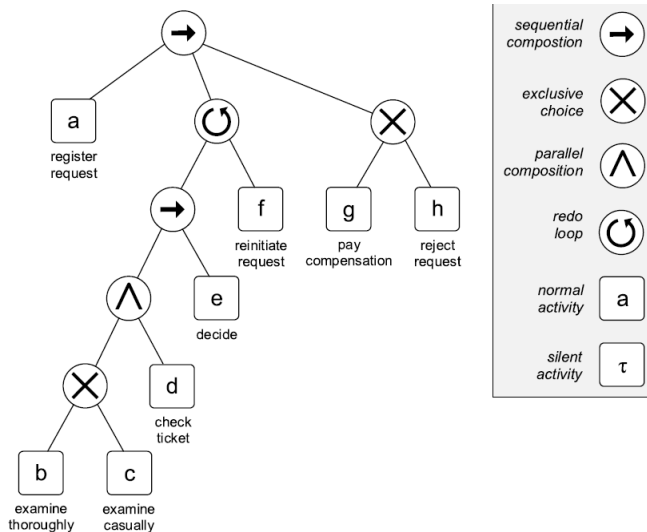 a
register
request
f
reinitiate
request
g
pay
compensation
h
reject
request
e
decide
d
check
ticket
b
examine
thoroughly
c
examine
casually
sequential
compostion
exclusive
choice
parallel
composition
redo
loop
normal
activity
a
silent
activity
τ